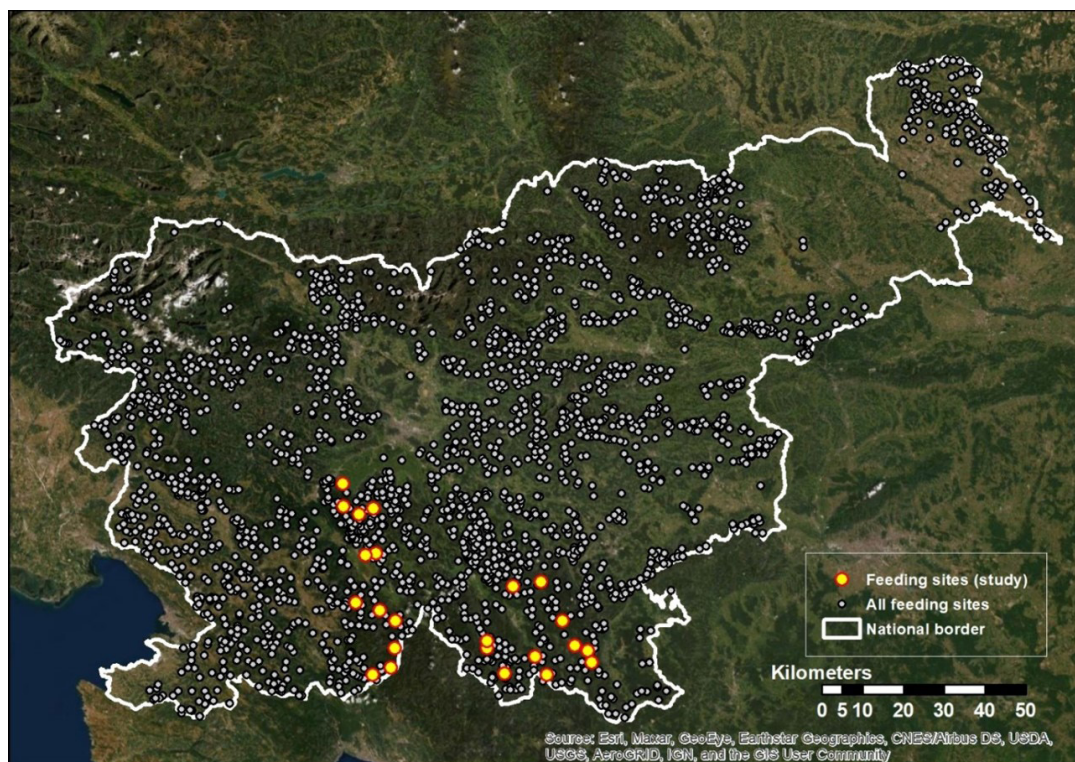 Feeding sites (study)
All feeding sites
National border
Kilometers
0 5 10 20 30 40 50
Source: Esri, Maxar, GeoEye, Earthstar Geographics, CNES/Airbus DS, USDA,
USGS, AeroGRID, IGN, and the GIS User Community